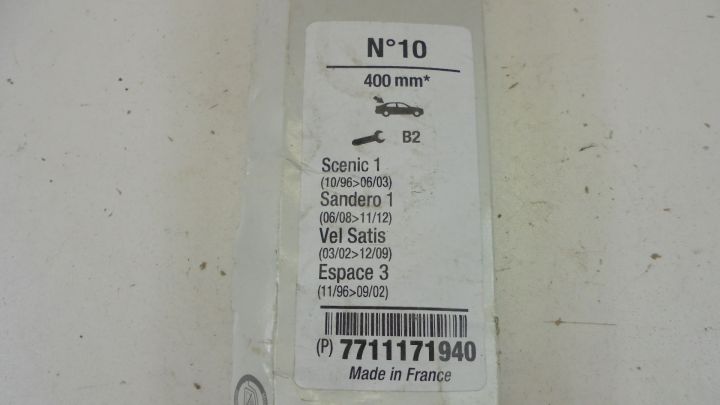 N°10
400 mm*
B2
Scenic 1
(10/96>06/03)
Sandero 1
(06/08>11/12)
Vel Satis
(03/02>12/09)
Espace 3
(11/96>09/02)
(P) 7711171940
Made in France